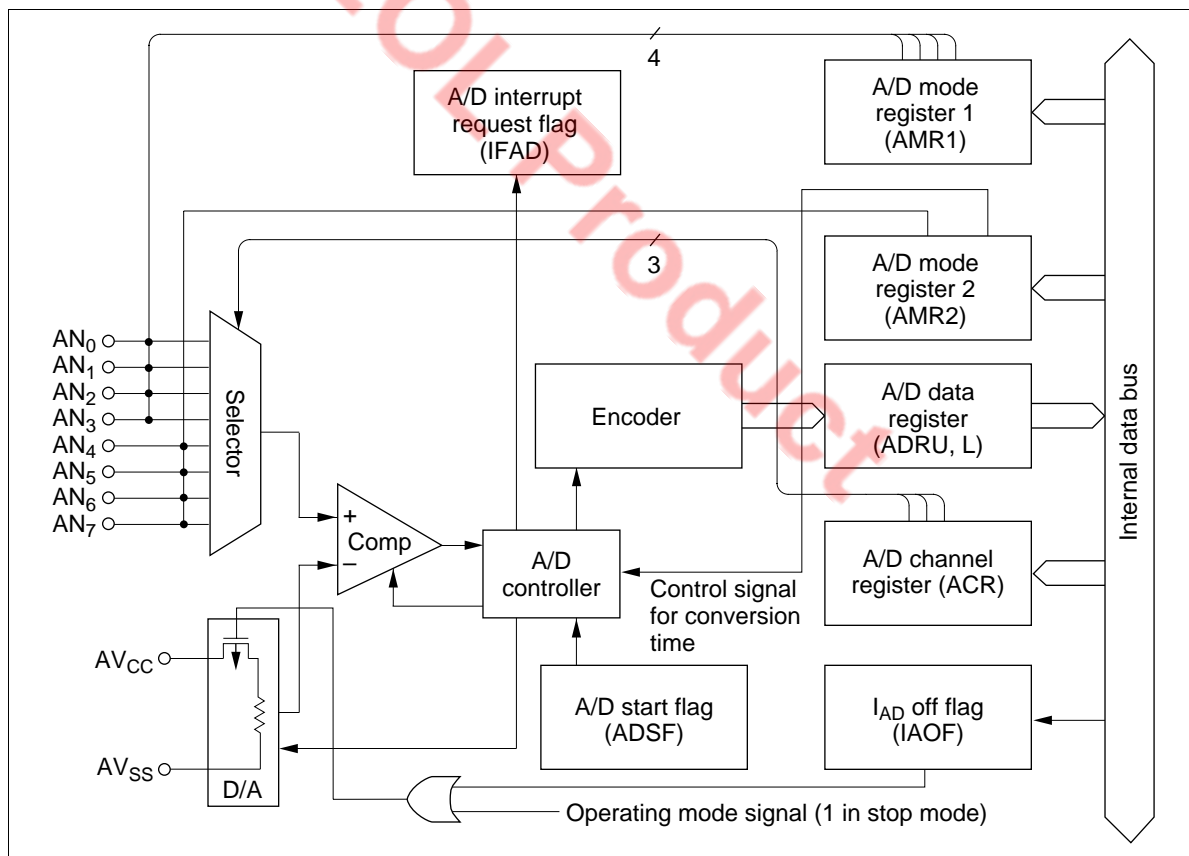 4
A/D interrupt
request flag
(IFAD)
A/D mode
register 1
(AMR1)
3
A/D mode
register 2
(AMR2)
AN0
AN1
AN2
AN3
AN4
AN5
AN6
AN7
Selector
Encoder
A/D data
register
(ADRU, L)
Internal data bus
+
Comp
−
A/D
controller
Control signal
for conversion
time
A/D channel
register (ACR)
AVCC
AVSS
D/A
A/D start flag
(ADSF)
IAD off flag
(IAOF)
Operating mode signal (1 in stop mode)
OL Product